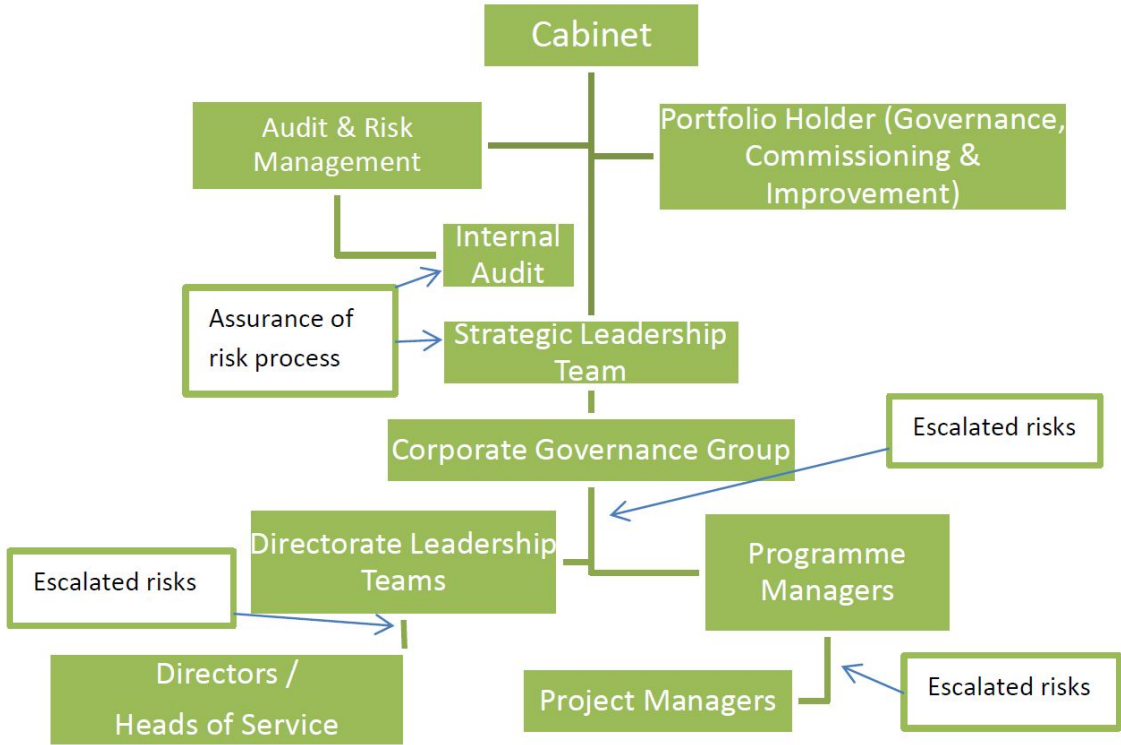 Cabinet
Audit & Risk
Management
Portfolio Holder (Governance,
Commissioning &
Improvement)
Internal
Audit
Assurance of
risk process
Strategic Leadership
Team
Escalated risks
Corporate Governance Group
Directorate Leadership
Teams
Programme
Managers
Escalated risks
Directors /
Heads of Service
Project Managers
Escalated risks